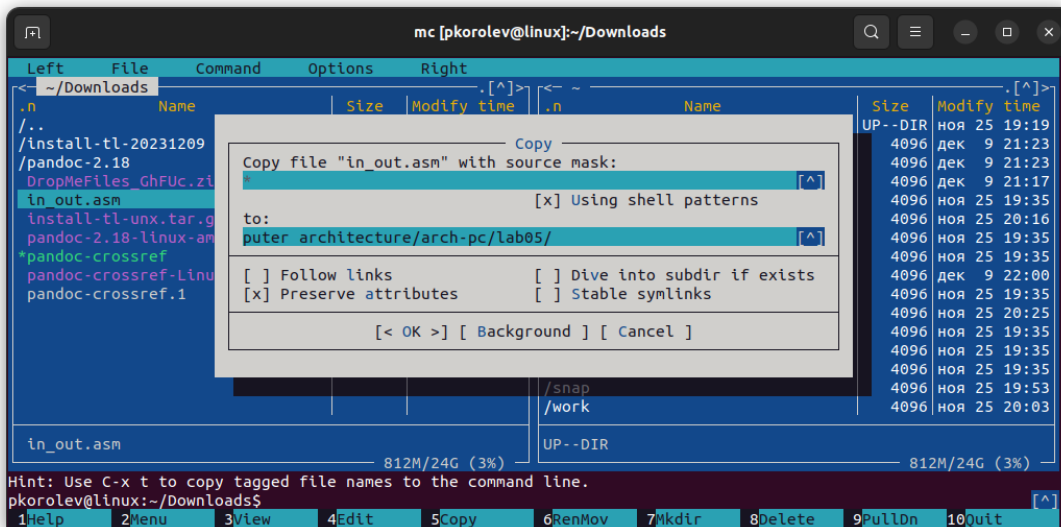 mc [pkorolev@linux]:~/Downloads
Left File Command Options Right
<- ~/Downloads .[^]> <- ~ .[^]>
.n Name Size Modify time .n Name Size Modify time
/.. UP--DIR ноя 25 19:19
/install-tl-20231209 Copy 4096 дек 9 21:23
/pandoc-2.18 Copy file "in_out.asm" with source mask: 4096 дек 9 21:23
DropMeFiles_GhFUc.zi * [^] 4096 дек 9 21:17
in_out.asm [x] Using shell patterns 4096 ноя 25 19:35
install-tl-unx.tar.g to: 4096 ноя 25 20:16
pandoc-2.18-linux-am puter architecture/arch-pc/lab05/ [^] 4096 ноя 25 19:35
*pandoc-crossref 4096 ноя 25 19:35
pandoc-crossref-Linu [ ] Follow links [ ] Dive into subdir if exists 4096 дек 9 22:00
pandoc-crossref.1 [x] Preserve attributes [ ] Stable symlinks 4096 ноя 25 19:35
4096 ноя 25 20:25
[< OK >] [ Background ] [ Cancel ] 4096 ноя 25 19:35
4096 ноя 25 19:35
4096 ноя 25 19:35
/snap 4096 ноя 25 19:53
/work 4096 ноя 25 20:03
in_out.asm UP--DIR
812M/24G (3%) 812M/24G (3%)
Hint: Use C-x t to copy tagged file names to the command line.
pkorolev@linux:~/Downloads$ [^]
1Help 2Menu 3View 4Edit 5Copy 6RenMov 7Mkdir 8Delete 9PullDn 10Quit